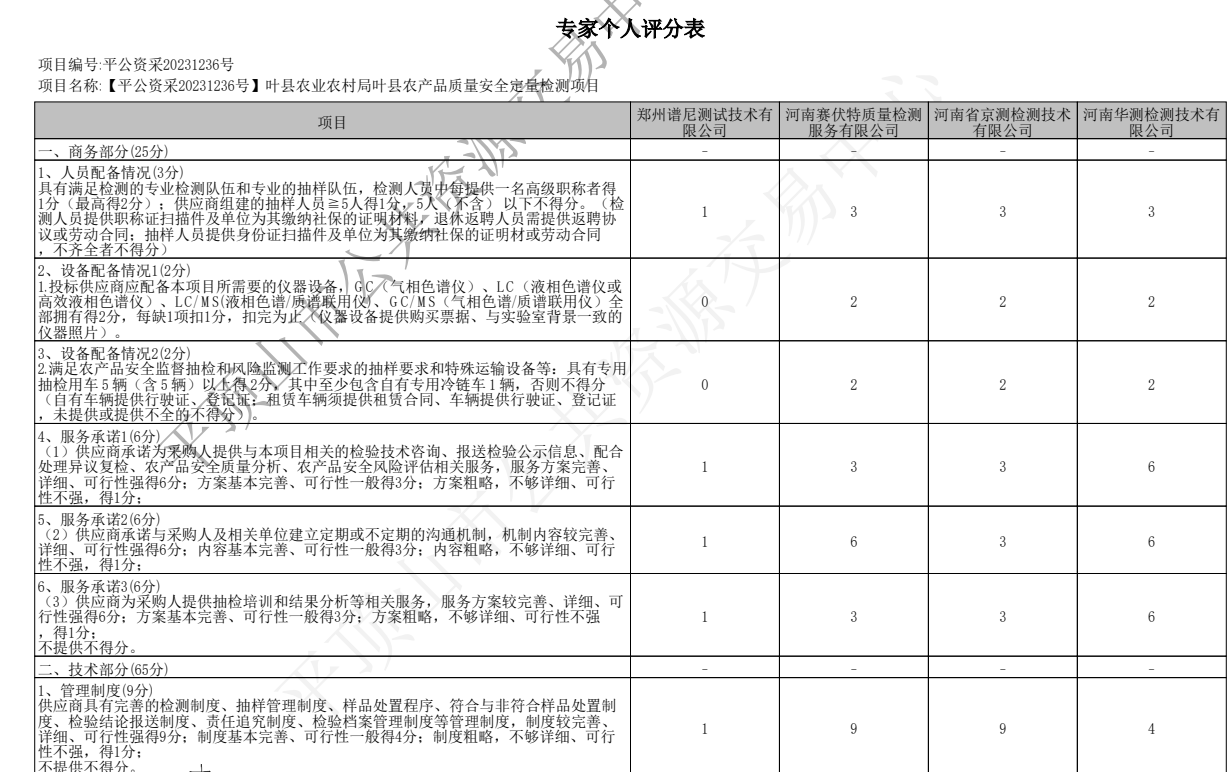 专家个人评分表
项目编号:平公资采20231236号
项目名称:【平公资采20231236号】叶县农业农村局叶县农产品质量安全定量检测项目
项目 郑州谱尼测试技术有限公司 河南赛伏特质量检测服务有限公司 河南省京测检测技术有限公司 河南华测检测技术有限公司
一、商务部分(25分) - - - -
1、人员配备情况(3分)
具有满足检测的专业检测队伍和专业的抽样队伍，检测人员中每提供一名高级职称者得
1分（最高得2分）；供应商组建的抽样人员≧5人得1分，5人（不含）以下不得分。（检
测人员提供职称证扫描件及单位为其缴纳社保的证明材料，退休返聘人员需提供返聘协
议或劳动合同；抽样人员提供身份证扫描件及单位为其缴纳社保的证明材或劳动合同
，不齐全者不得分）
1 3 3 3
2、设备配备情况1(2分)
1.投标供应商应配备本项目所需要的仪器设备，GC（气相色谱仪）、LC（液相色谱仪或
高效液相色谱仪）、LC/MS(液相色谱/质谱联用仪)、GC/MS（气相色谱/质谱联用仪）全
部拥有得2分，每缺1项扣1分，扣完为止（仪器设备提供购买票据、与实验室背景一致的
仪器照片）。
0 2 2 2
3、设备配备情况2(2分)
2.满足农产品安全监督抽检和风险监测工作要求的抽样要求和特殊运输设备等：具有专用
抽检用车5辆（含5辆）以上得2分，其中至少包含自有专用冷链车1辆，否则不得分
（自有车辆提供行驶证、登记证；租赁车辆须提供租赁合同、车辆提供行驶证、登记证
，未提供或提供不全的不得分）。
0 2 2 2
4、服务承诺1(6分)
（1）供应商承诺为采购人提供与本项目相关的检验技术咨询、报送检验公示信息、配合
处理异议复检、农产品安全质量分析、农产品安全风险评估相关服务，服务方案完善、
详细、可行性强得6分；方案基本完善、可行性一般得3分；方案粗略，不够详细、可行
性不强，得1分；
1 3 3 6
5、服务承诺2(6分)
（2）供应商承诺与采购人及相关单位建立定期或不定期的沟通机制，机制内容较完善、
详细、可行性强得6分；内容基本完善、可行性一般得3分；内容粗略，不够详细、可行
性不强，得1分；
1 6 3 6
6、服务承诺3(6分)
（3）供应商为采购人提供抽检培训和结果分析等相关服务，服务方案较完善、详细、可
行性强得6分；方案基本完善、可行性一般得3分；方案粗略，不够详细、可行性不强
，得1分；
不提供不得分。
1 3 3 6
二、技术部分(65分) - - - -
1、管理制度(9分)
供应商具有完善的检测制度、抽样管理制度、样品处置程序、符合与非符合样品处置制
度、检验结论报送制度、责任追究制度、检验档案管理制度等管理制度，制度较完善、
详细、可行性强得9分；制度基本完善、可行性一般得4分；制度粗略，不够详细、可行
性不强，得1分；
不提供不得分。
1 9 9 4
平顶山市公共资源交易中
平顶山市公共资源交易中心